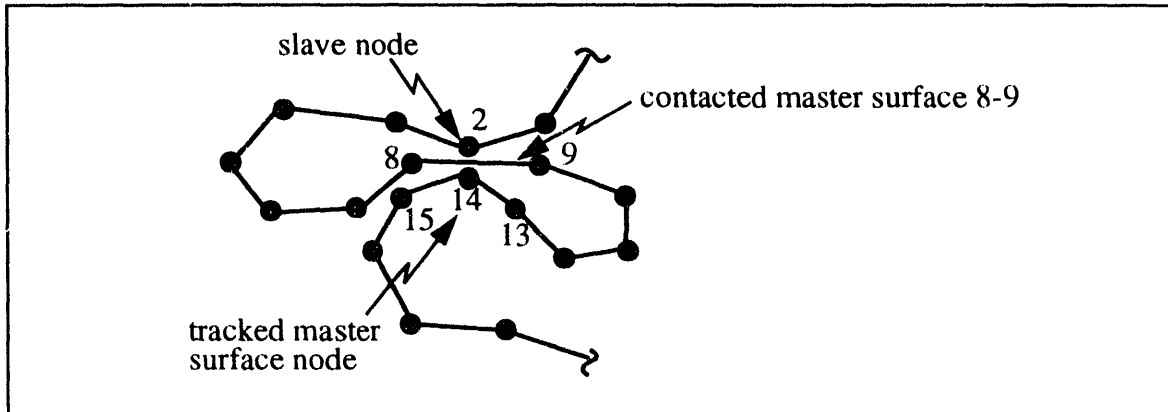 slave node
contacted master surface 8-9
2
8
9
14
15
13
tracked master
surface node